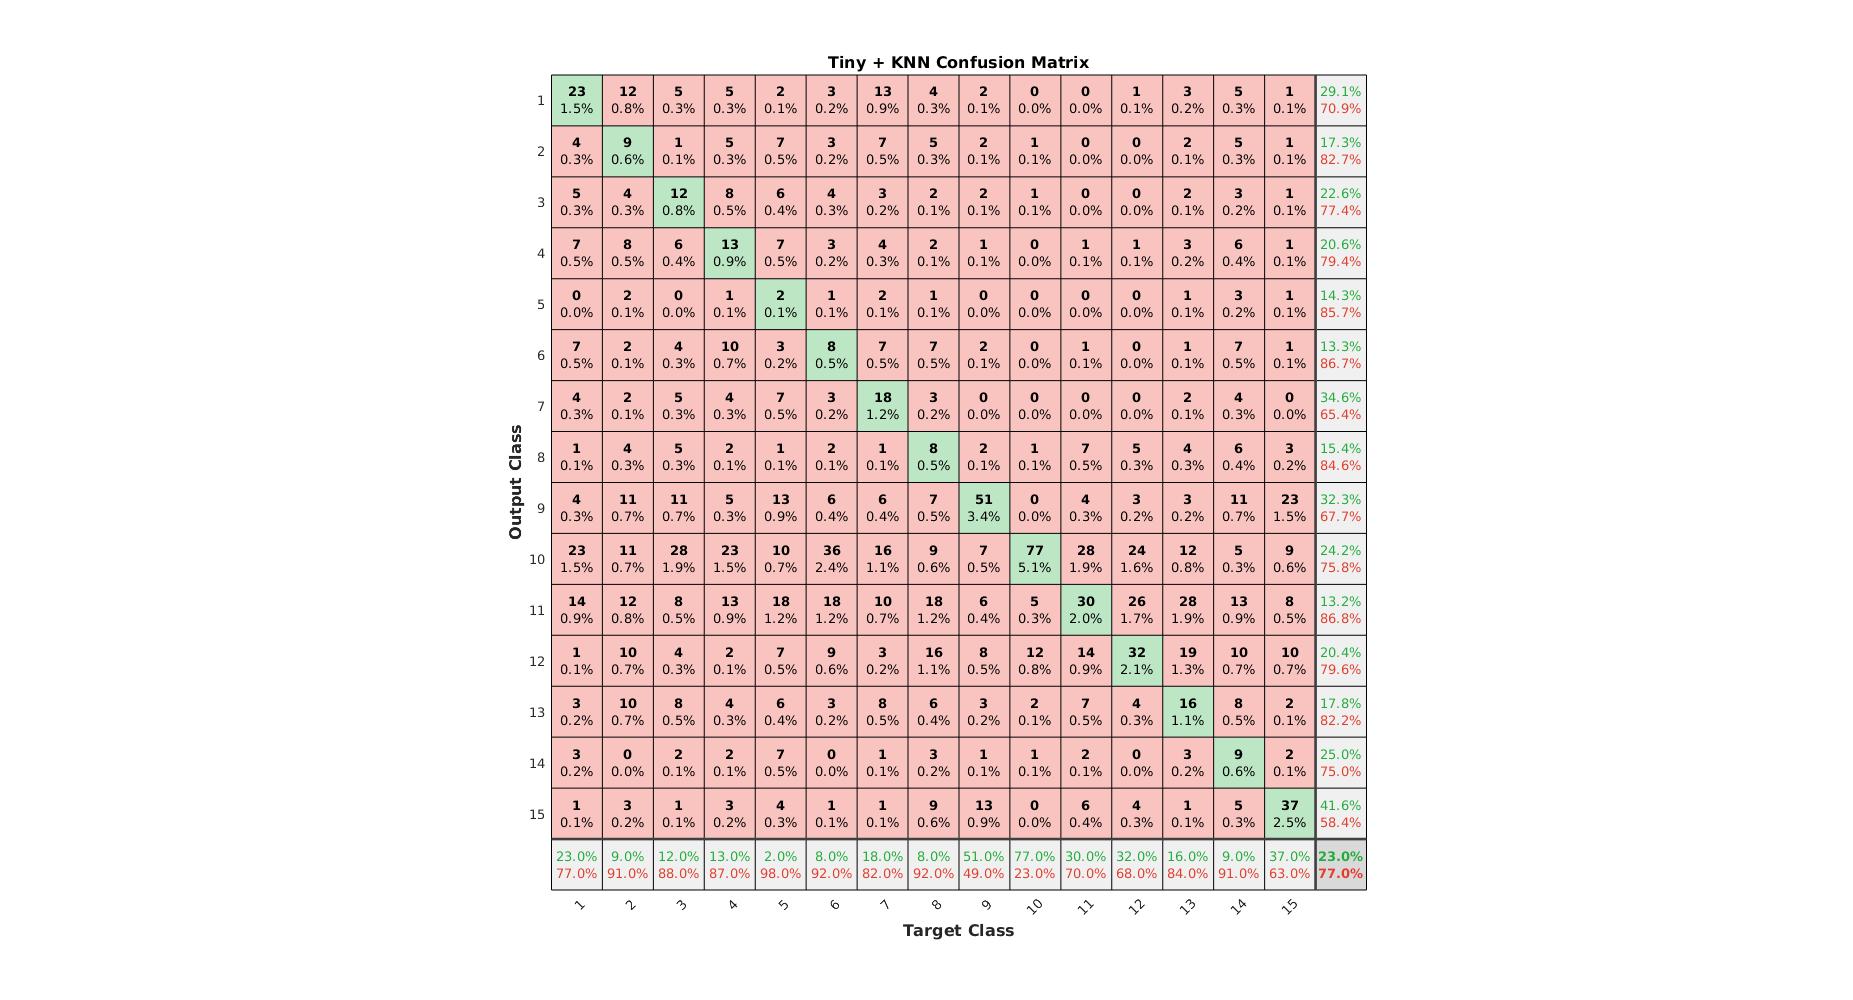 Tiny + KNN Confusion Matrix
1 23 12 5 5 2 3 13 4 2 0 0 1 3 5 1 29.1%
1.5% 0.8% 0.3% 0.3% 0.1% 0.2% 0.9% 0.3% 0.1% 0.0% 0.0% 0.1% 0.2% 0.3% 0.1% 70.9%
2 4 9 1 5 7 3 7 5 2 1 0 0 2 5 1 17.3%
0.3% 0.6% 0.1% 0.3% 0.5% 0.2% 0.5% 0.3% 0.1% 0.1% 0.0% 0.0% 0.1% 0.3% 0.1% 82.7%
3 5 4 12 8 6 4 3 2 2 1 0 0 2 3 1 22.6%
0.3% 0.3% 0.8% 0.5% 0.4% 0.3% 0.2% 0.1% 0.1% 0.1% 0.0% 0.0% 0.1% 0.2% 0.1% 77.4%
4 7 8 6 13 7 3 4 2 1 0 1 1 3 6 1 20.6%
0.5% 0.5% 0.4% 0.9% 0.5% 0.2% 0.3% 0.1% 0.1% 0.0% 0.1% 0.1% 0.2% 0.4% 0.1% 79.4%
5 0 2 0 1 2 1 2 1 0 0 0 0 1 3 1 14.3%
0.0% 0.1% 0.0% 0.1% 0.1% 0.1% 0.1% 0.1% 0.0% 0.0% 0.0% 0.0% 0.1% 0.2% 0.1% 85.7%
6 7 2 4 10 3 8 7 7 2 0 1 0 1 7 1 13.3%
0.5% 0.1% 0.3% 0.7% 0.2% 0.5% 0.5% 0.5% 0.1% 0.0% 0.1% 0.0% 0.1% 0.5% 0.1% 86.7%
7 4 2 5 4 7 3 18 3 0 0 0 0 2 4 0 34.6%
0.3% 0.1% 0.3% 0.3% 0.5% 0.2% 1.2% 0.2% 0.0% 0.0% 0.0% 0.0% 0.1% 0.3% 0.0% 65.4%
8 1 4 5 2 1 2 1 8 2 1 7 5 4 6 3 15.4%
0.1% 0.3% 0.3% 0.1% 0.1% 0.1% 0.1% 0.5% 0.1% 0.1% 0.5% 0.3% 0.3% 0.4% 0.2% 84.6%
9 4 11 11 5 13 6 6 7 51 0 4 3 3 11 23 32.3%
0.3% 0.7% 0.7% 0.3% 0.9% 0.4% 0.4% 0.5% 3.4% 0.0% 0.3% 0.2% 0.2% 0.7% 1.5% 67.7%
10 23 11 28 23 10 36 16 9 7 77 28 24 12 5 9 24.2%
1.5% 0.7% 1.9% 1.5% 0.7% 2.4% 1.1% 0.6% 0.5% 5.1% 1.9% 1.6% 0.8% 0.3% 0.6% 75.8%
11 14 12 8 13 18 18 10 18 6 5 30 26 28 13 8 13.2%
0.9% 0.8% 0.5% 0.9% 1.2% 1.2% 0.7% 1.2% 0.4% 0.3% 2.0% 1.7% 1.9% 0.9% 0.5% 86.8%
12 1 10 4 2 7 9 3 16 8 12 14 32 19 10 10 20.4%
0.1% 0.7% 0.3% 0.1% 0.5% 0.6% 0.2% 1.1% 0.5% 0.8% 0.9% 2.1% 1.3% 0.7% 0.7% 79.6%
13 3 10 8 4 6 3 8 6 3 2 7 4 16 8 2 17.8%
0.2% 0.7% 0.5% 0.3% 0.4% 0.2% 0.5% 0.4% 0.2% 0.1% 0.5% 0.3% 1.1% 0.5% 0.1% 82.2%
14 3 0 2 2 7 0 1 3 1 1 2 0 3 9 2 25.0%
0.2% 0.0% 0.1% 0.1% 0.5% 0.0% 0.1% 0.2% 0.1% 0.1% 0.1% 0.0% 0.2% 0.6% 0.1% 75.0%
15 1 3 1 3 4 1 1 9 13 0 6 4 1 5 37 41.6%
0.1% 0.2% 0.1% 0.2% 0.3% 0.1% 0.1% 0.6% 0.9% 0.0% 0.4% 0.3% 0.1% 0.3% 2.5% 58.4%
23.0% 9.0% 12.0% 13.0% 2.0% 8.0% 18.0% 8.0% 51.0% 77.0% 30.0% 32.0% 16.0% 9.0% 37.0% 23.0%
77.0% 91.0% 88.0% 87.0% 98.0% 92.0% 82.0% 92.0% 49.0% 23.0% 70.0% 68.0% 84.0% 91.0% 63.0% 77.0%
1 2 3 4 5 6 7 8 9 10 11 12 13 14 15
Target Class
Output Class